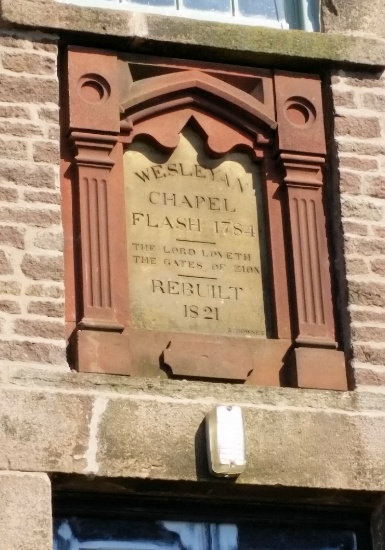 WESLEYAN
CHAPEL
FLASH 1784
THE LORD LOVETH
THE GATES OF ZION
REBUILT
1821